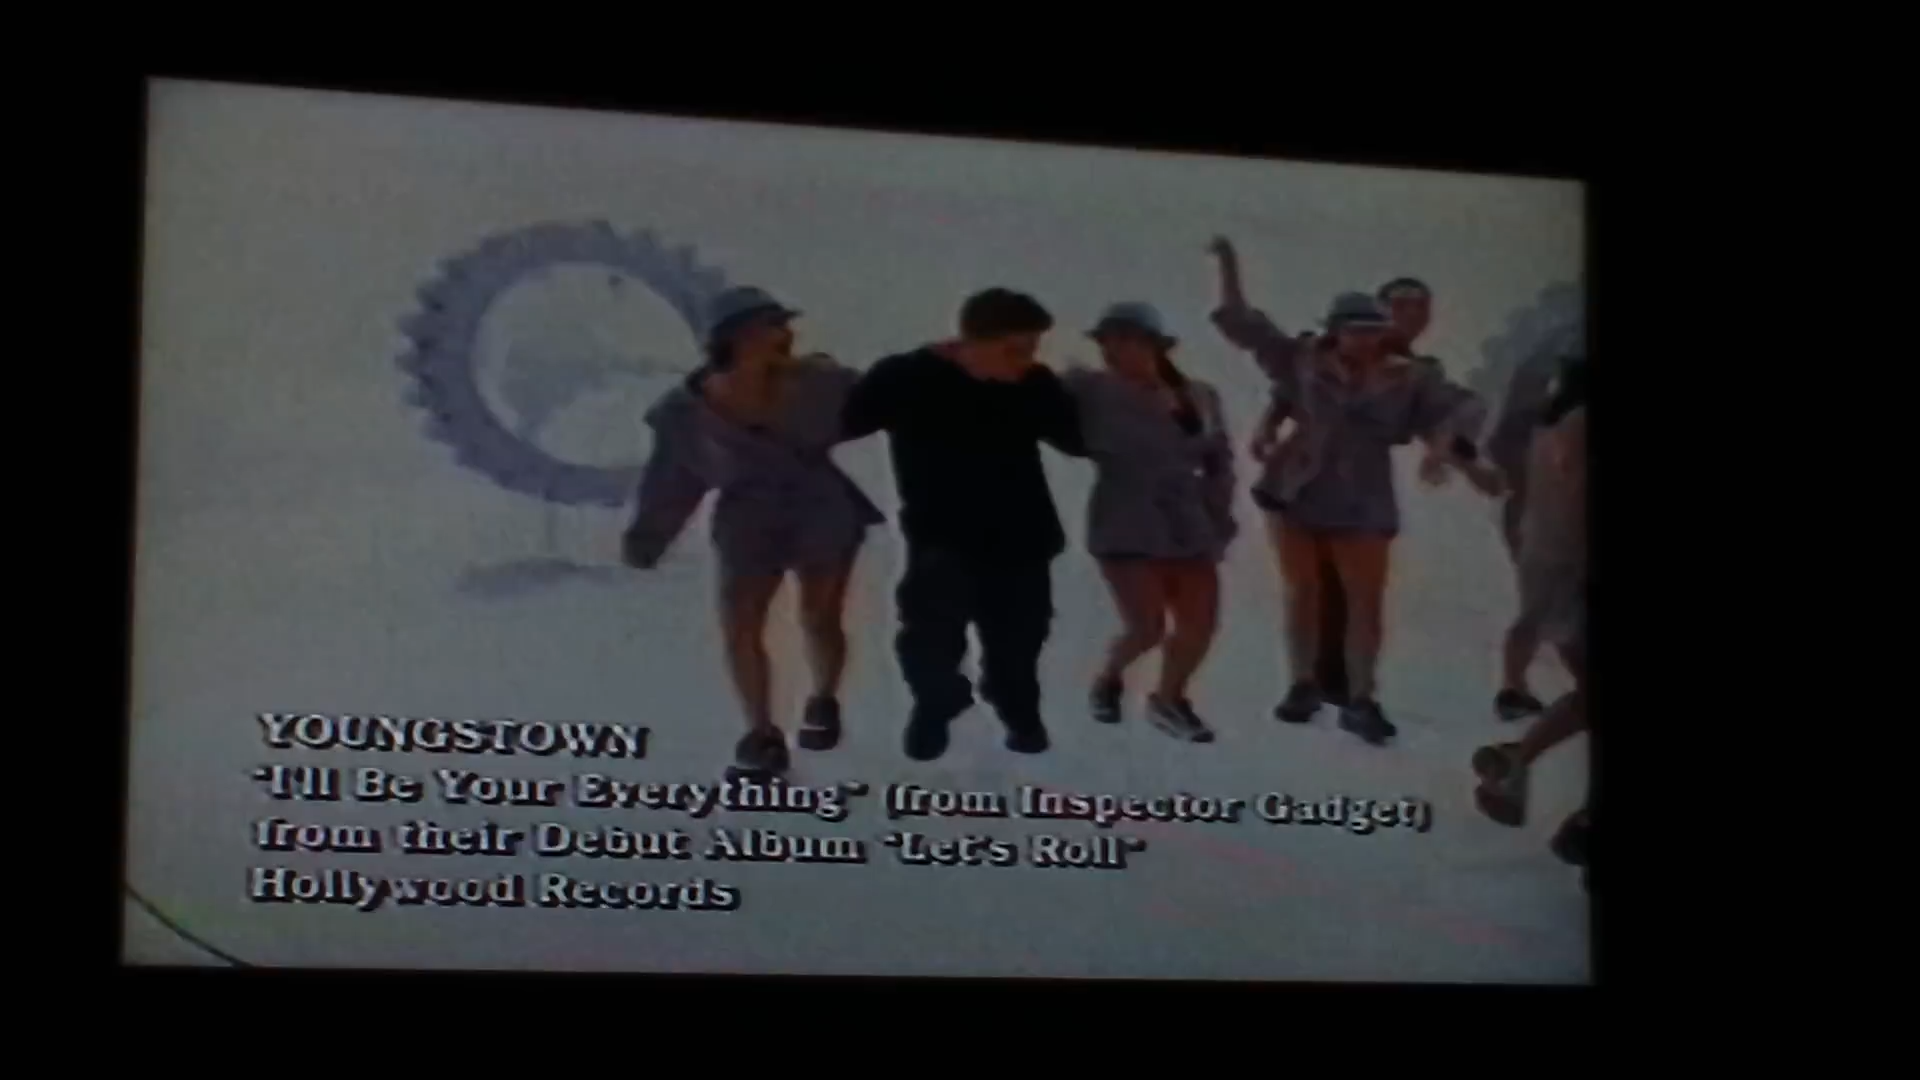 YOUNGSTOWN
"I'll Be Your Everything" (from Inspector Gadget)
from their Debut Album "Let's Roll"
Hollywood Records